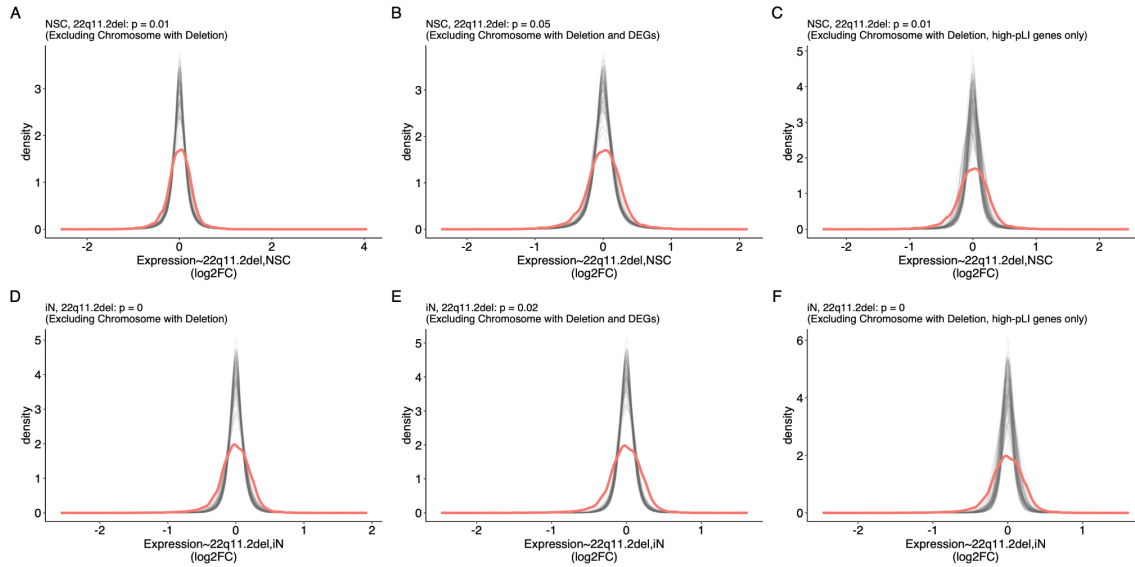 A
NSC, 22q11.2del: p = 0.01
(Excluding Chromosome with Deletion)
density
3
2
1
0
-2
0
2
4
Expression~22q11.2del,NSC
(log2FC)
B
NSC, 22q11.2del: p = 0.05
(Excluding Chromosome with Deletion and DEGs)
density
3
2
1
0
-2
-1
0
1
2
Expression~22q11.2del,NSC
(log2FC)
C
NSC, 22q11.2del: p = 0.01
(Excluding Chromosome with Deletion, high-pLI genes only)
density
5
4
3
2
1
0
-2
-1
0
1
2
Expression~22q11.2del,NSC
(log2FC)
D
iN, 22q11.2del: p = 0
(Excluding Chromosome with Deletion)
density
5
4
3
2
1
0
-2
-1
0
1
2
Expression~22q11.2del,iN
(log2FC)
E
iN, 22q11.2del: p = 0.02
(Excluding Chromosome with Deletion and DEGs)
density
5
4
3
2
1
0
-2
-1
0
1
Expression~22q11.2del,iN
(log2FC)
F
iN, 22q11.2del: p = 0
(Excluding Chromosome with Deletion, high-pLI genes only)
density
6
4
2
0
-2
-1
0
1
Expression~22q11.2del,iN
(log2FC)